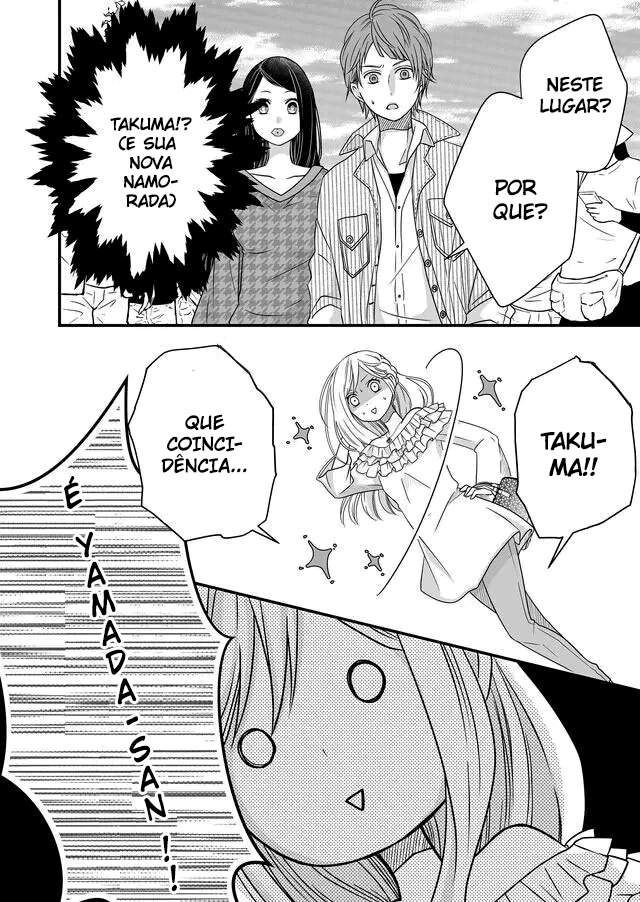 NESTE
LUGAR?
POR
QUE?
TAKUMA!?
(E SUA
NOVA
NAMO-
RADA)
TAKU-
MA!!
QUE
COINCI-
DÊNCIA...
É YAMADA-SAN!!